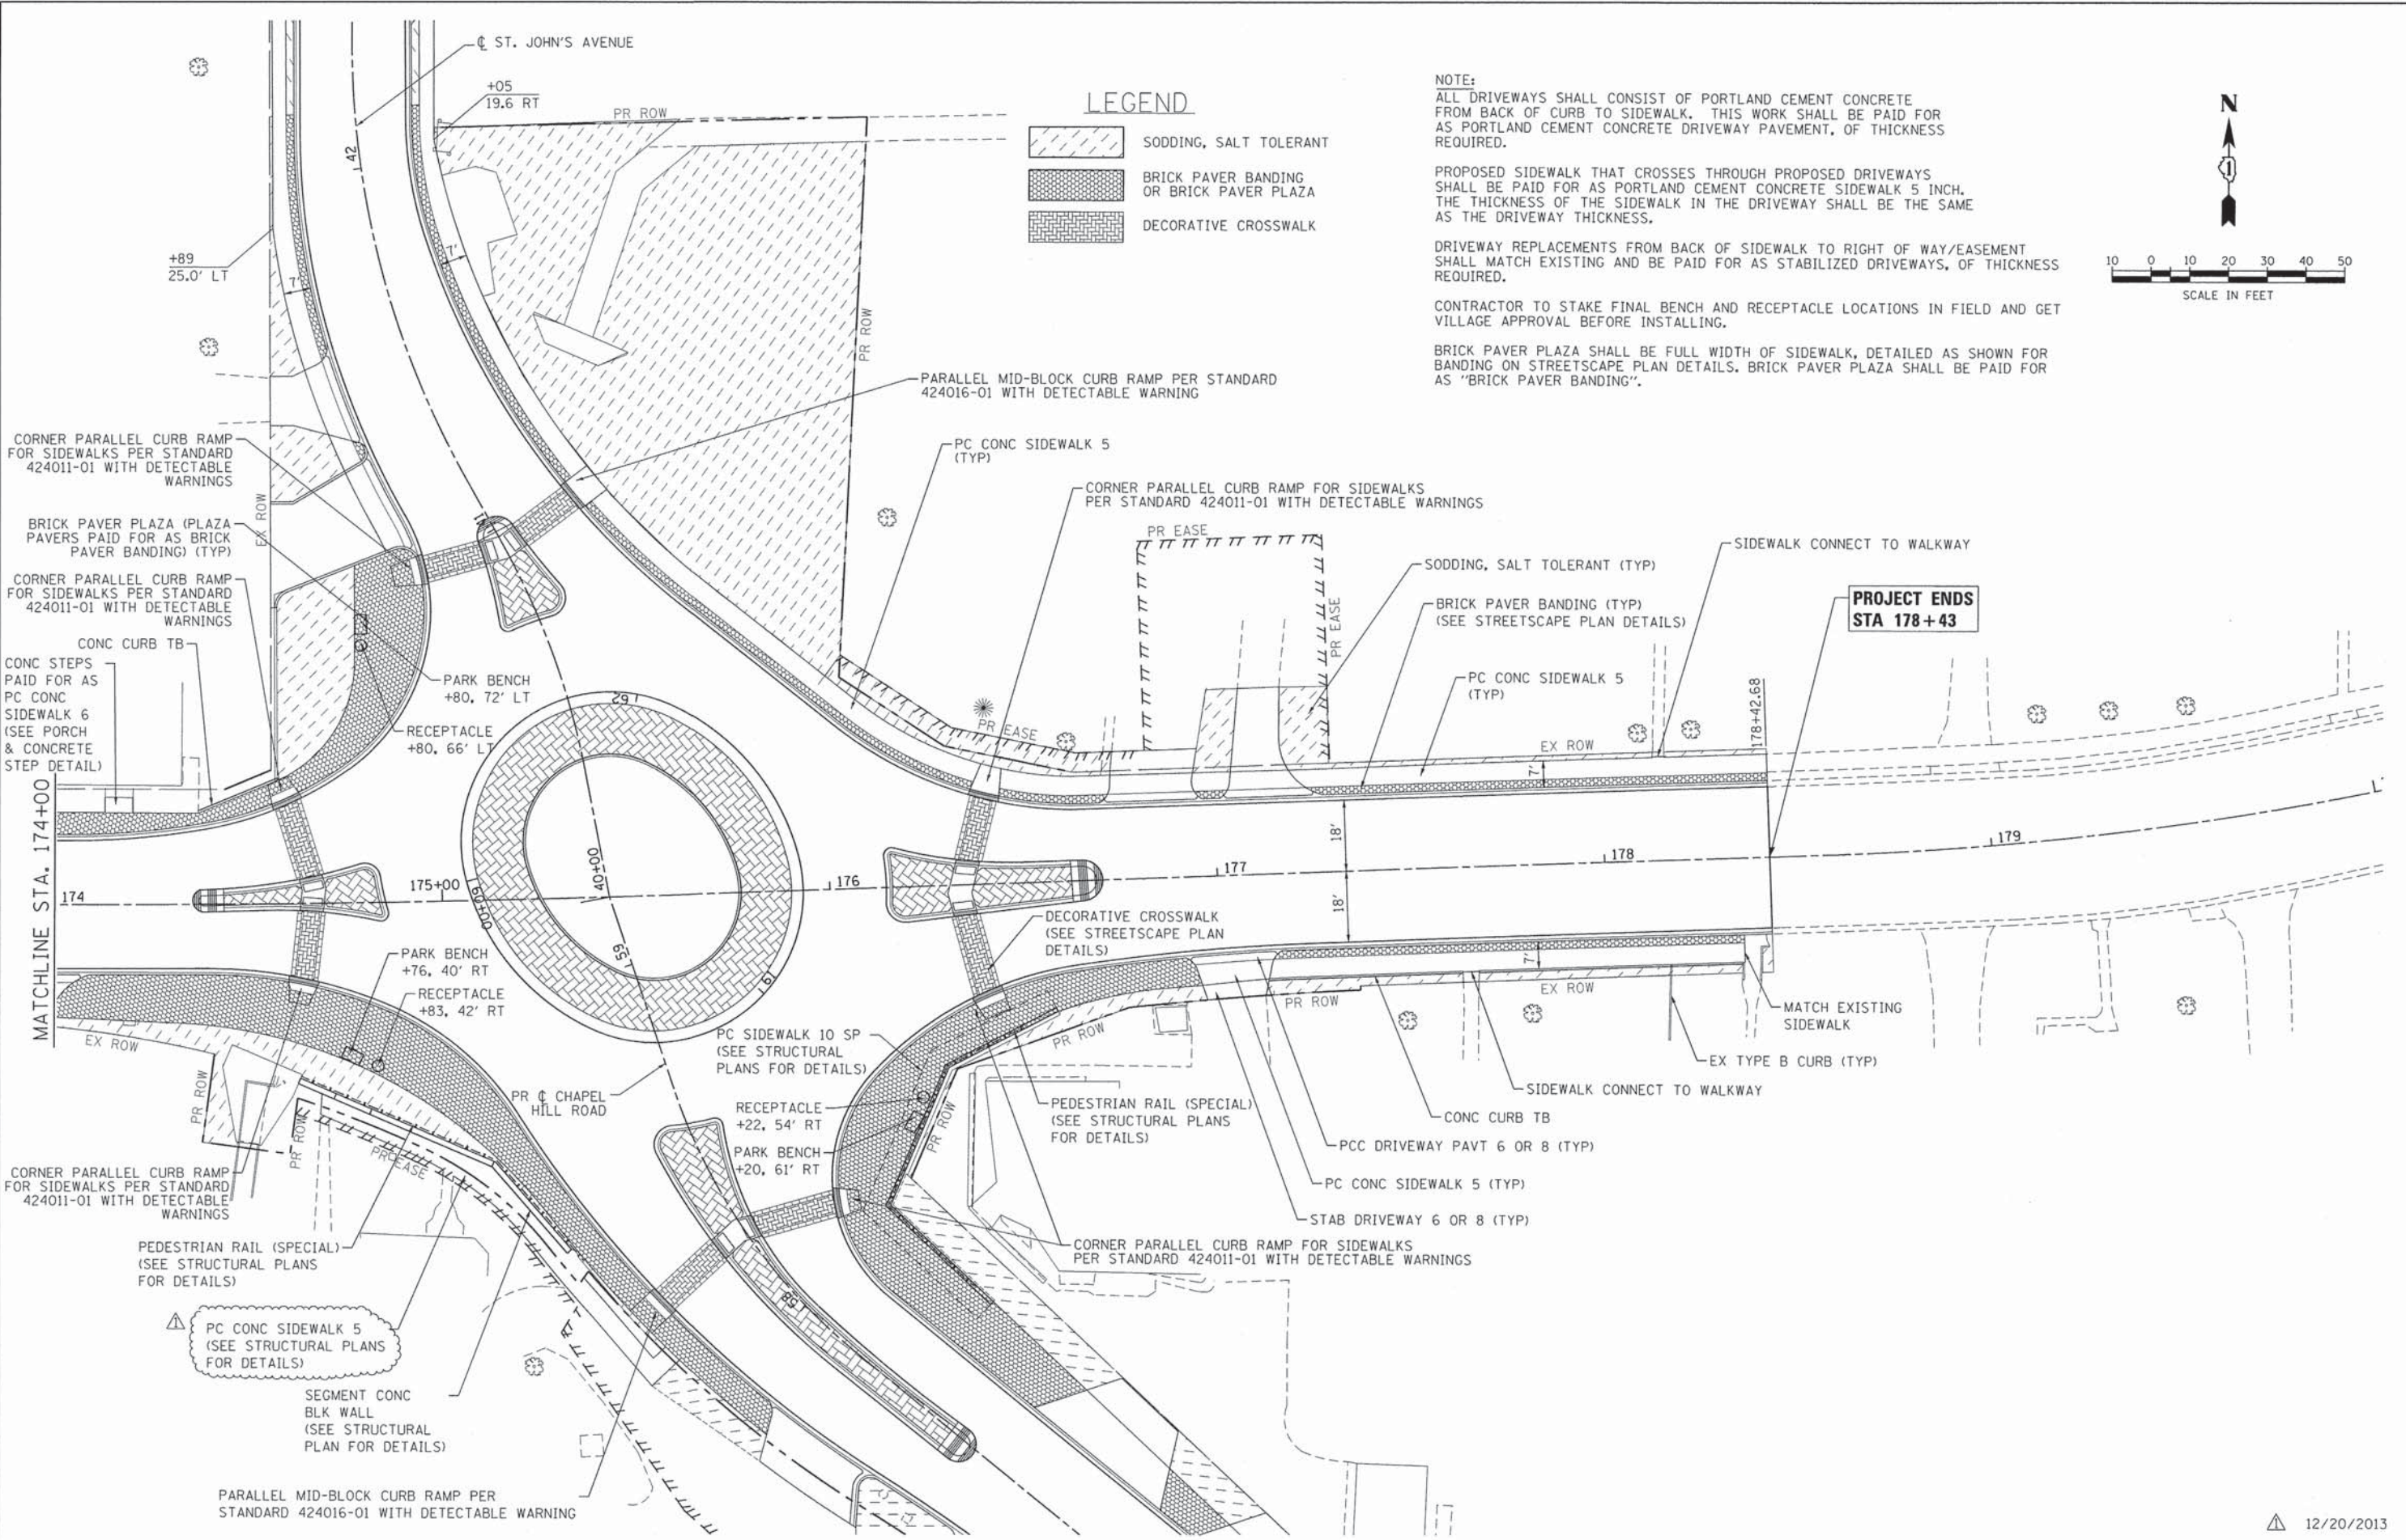 ℄ ST. JOHN'S AVENUE
+05
19.6 RT
PR ROW
42
+89
25.0' LT
7'
7'
PR ROW
LEGEND
SODDING, SALT TOLERANT
BRICK PAVER BANDING
OR BRICK PAVER PLAZA
DECORATIVE CROSSWALK
NOTE:
ALL DRIVEWAYS SHALL CONSIST OF PORTLAND CEMENT CONCRETE
FROM BACK OF CURB TO SIDEWALK. THIS WORK SHALL BE PAID FOR
AS PORTLAND CEMENT CONCRETE DRIVEWAY PAVEMENT, OF THICKNESS
REQUIRED.
PROPOSED SIDEWALK THAT CROSSES THROUGH PROPOSED DRIVEWAYS
SHALL BE PAID FOR AS PORTLAND CEMENT CONCRETE SIDEWALK 5 INCH.
THE THICKNESS OF THE SIDEWALK IN THE DRIVEWAY SHALL BE THE SAME
AS THE DRIVEWAY THICKNESS.
DRIVEWAY REPLACEMENTS FROM BACK OF SIDEWALK TO RIGHT OF WAY/EASEMENT
SHALL MATCH EXISTING AND BE PAID FOR AS STABILIZED DRIVEWAYS, OF THICKNESS
REQUIRED.
CONTRACTOR TO STAKE FINAL BENCH AND RECEPTACLE LOCATIONS IN FIELD AND GET
VILLAGE APPROVAL BEFORE INSTALLING.
BRICK PAVER PLAZA SHALL BE FULL WIDTH OF SIDEWALK, DETAILED AS SHOWN FOR
BANDING ON STREETSCAPE PLAN DETAILS. BRICK PAVER PLAZA SHALL BE PAID FOR
AS "BRICK PAVER BANDING".
N
10 0 10 20 30 40 50
SCALE IN FEET
PARALLEL MID-BLOCK CURB RAMP PER STANDARD
424016-01 WITH DETECTABLE WARNING
PC CONC SIDEWALK 5
(TYP)
CORNER PARALLEL CURB RAMP FOR SIDEWALKS
PER STANDARD 424011-01 WITH DETECTABLE WARNINGS
PR EASE
PR EASE
SODDING, SALT TOLERANT (TYP)
BRICK PAVER BANDING (TYP)
(SEE STREETSCAPE PLAN DETAILS)
PC CONC SIDEWALK 5
(TYP)
SIDEWALK CONNECT TO WALKWAY
PROJECT ENDS
STA 178+43
178+42.68
CORNER PARALLEL CURB RAMP
FOR SIDEWALKS PER STANDARD
424011-01 WITH DETECTABLE
WARNINGS
EX ROW
BRICK PAVER PLAZA (PLAZA
PAVERS PAID FOR AS BRICK
PAVER BANDING) (TYP)
CORNER PARALLEL CURB RAMP
FOR SIDEWALKS PER STANDARD
424011-01 WITH DETECTABLE
WARNINGS
CONC CURB TB
CONC STEPS
PAID FOR AS
PC CONC
SIDEWALK 6
(SEE PORCH
& CONCRETE
STEP DETAIL)
41
PARK BENCH
+80, 72' LT
RECEPTACLE
+80, 66' LT
62
PR EASE
EX ROW
7'
MATCHLINE STA. 174+00
174
175+00
60+00
40+00
59
61
176
177
178
179
18'
18'
DECORATIVE CROSSWALK
(SEE STREETSCAPE PLAN
DETAILS)
PARK BENCH
+76, 40' RT
RECEPTACLE
+83, 42' RT
EX ROW
PR ROW
PR ROW
PR EASE
PC SIDEWALK 10 SP
(SEE STRUCTURAL
PLANS FOR DETAILS)
PR ℄ CHAPEL
HILL ROAD
RECEPTACLE
+22, 54' RT
PARK BENCH
+20, 61' RT
PR ROW
PR ROW
PR ROW
7'
EX ROW
MATCH EXISTING
SIDEWALK
EX TYPE B CURB (TYP)
SIDEWALK CONNECT TO WALKWAY
CONC CURB TB
PEDESTRIAN RAIL (SPECIAL)
(SEE STRUCTURAL PLANS
FOR DETAILS)
PCC DRIVEWAY PAVT 6 OR 8 (TYP)
PC CONC SIDEWALK 5 (TYP)
STAB DRIVEWAY 6 OR 8 (TYP)
CORNER PARALLEL CURB RAMP FOR SIDEWALKS
PER STANDARD 424011-01 WITH DETECTABLE WARNINGS
CORNER PARALLEL CURB RAMP
FOR SIDEWALKS PER STANDARD
424011-01 WITH DETECTABLE
WARNINGS
PEDESTRIAN RAIL (SPECIAL)
(SEE STRUCTURAL PLANS
FOR DETAILS)
58
1
PC CONC SIDEWALK 5
(SEE STRUCTURAL PLANS
FOR DETAILS)
SEGMENT CONC
BLK WALL
(SEE STRUCTURAL
PLAN FOR DETAILS)
PARALLEL MID-BLOCK CURB RAMP PER
STANDARD 424016-01 WITH DETECTABLE WARNING
1 12/20/2013